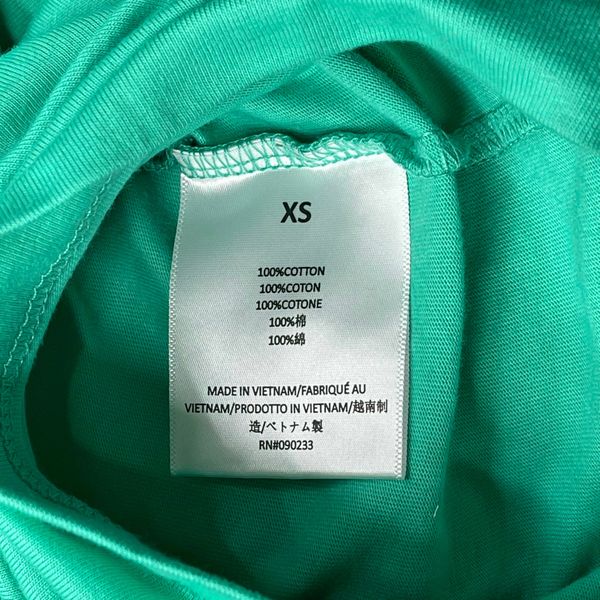 XS
100%COTTON
100%COTON
100%COTONE
100%棉
100%綿
MADE IN VIETNAM/FABRIQUÉ AU
VIETNAM/PRODOTTO IN VIETNAM/越南制
造/ベトナム製
RN#090233